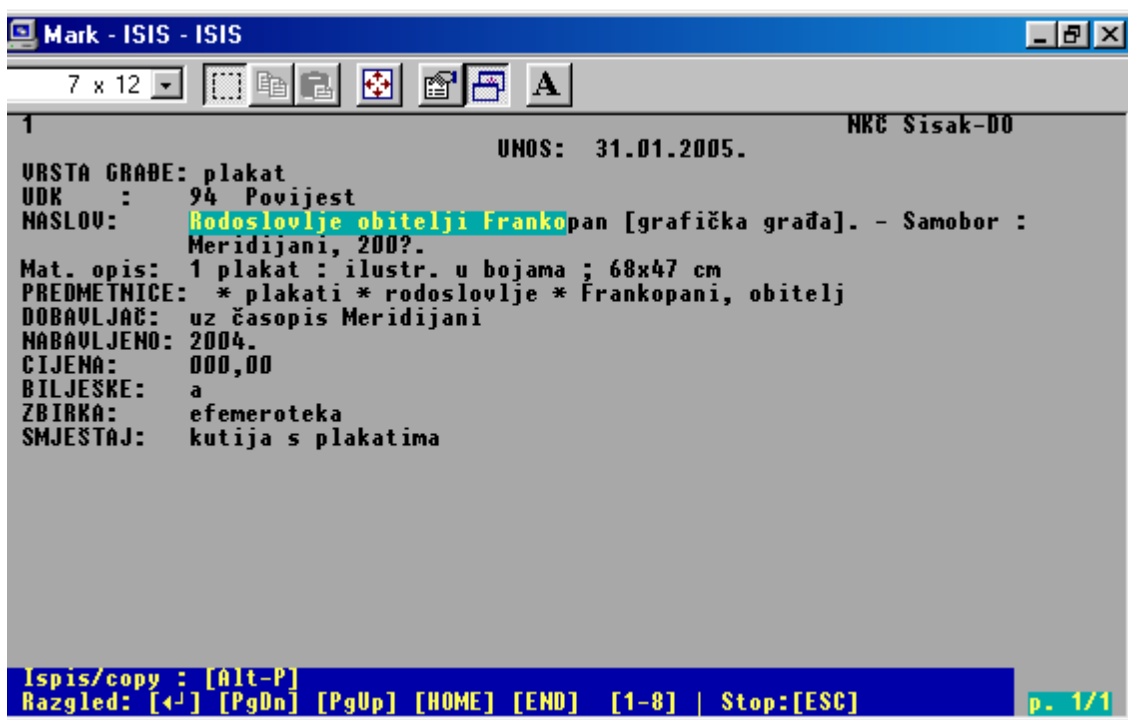 Mark - ISIS - ISIS
7 x 12 A
1 NKČ Sisak-DO
UNOS: 31.01.2005.
VRSTA GRAĐE: plakat
UDK : 94 Povijest
NASLOV: Rodoslovlje obitelji Frankopan [grafička građa]. - Samobor :
Meridijani, 200?.
Mat. opis: 1 plakat : ilustr. u bojama ; 68x47 cm
PREDMETNICE: * plakati * rodoslovlje * Frankopani, obitelj
DOBAVLJAČ: uz časopis Meridijani
NABAVLJENO: 2004.
CIJENA: 000,00
BILJEŠKE: a
ZBIRKA: efemeroteka
SMJEŠTAJ: kutija s plakatima
Ispis/copy : [Alt-P]
Razgled: [↵] [PgDn] [PgUp] [HOME] [END] [1-8] | Stop:[ESC] p. 1/1